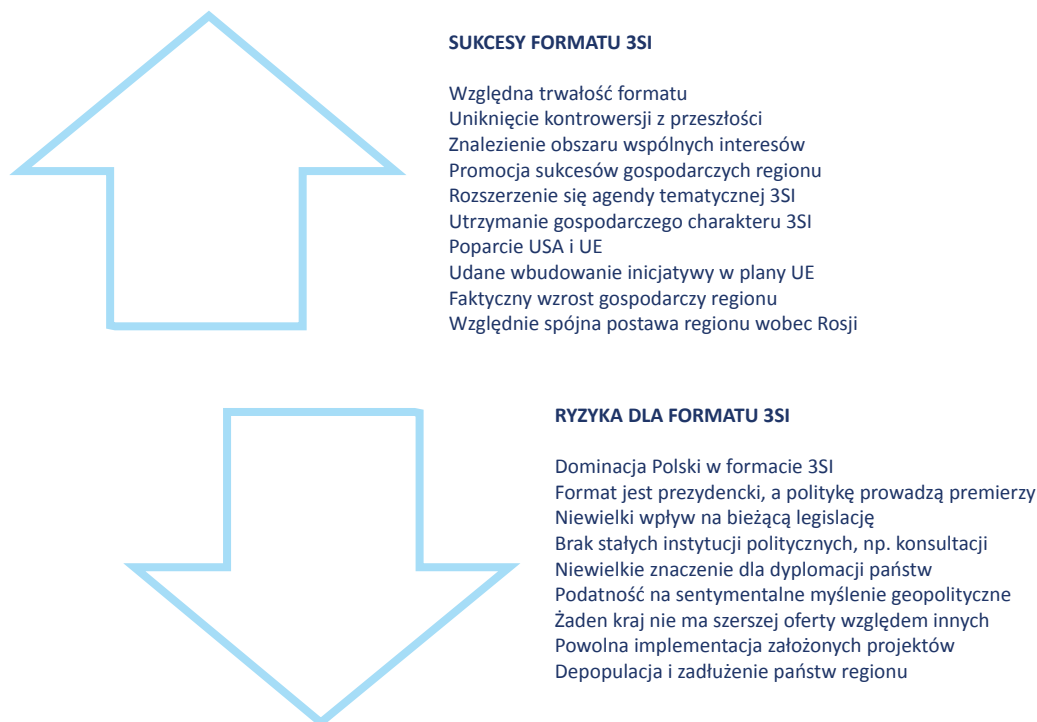 SUKCESY FORMATU 3SI
Względna trwałość formatu
Uniknięcie kontrowersji z przeszłości
Znalezienie obszaru wspólnych interesów
Promocja sukcesów gospodarczych regionu
Rozszerzenie się agendy tematycznej 3SI
Utrzymanie gospodarczego charakteru 3SI
Poparcie USA i UE
Udane wbudowanie inicjatywy w plany UE
Faktyczny wzrost gospodarczy regionu
Względnie spójna postawa regionu wobec Rosji
RYZYKA DLA FORMATU 3SI
Dominacja Polski w formacie 3SI
Format jest prezydencki, a politykę prowadzą premierzy
Niewielki wpływ na bieżącą legislację
Brak stałych instytucji politycznych, np. konsultacji
Niewielkie znaczenie dla dyplomacji państw
Podatność na sentymentalne myślenie geopolityczne
Żaden kraj nie ma szerszej oferty względem innych
Powolna implementacja założonych projektów
Depopulacja i zadłużenie państw regionu